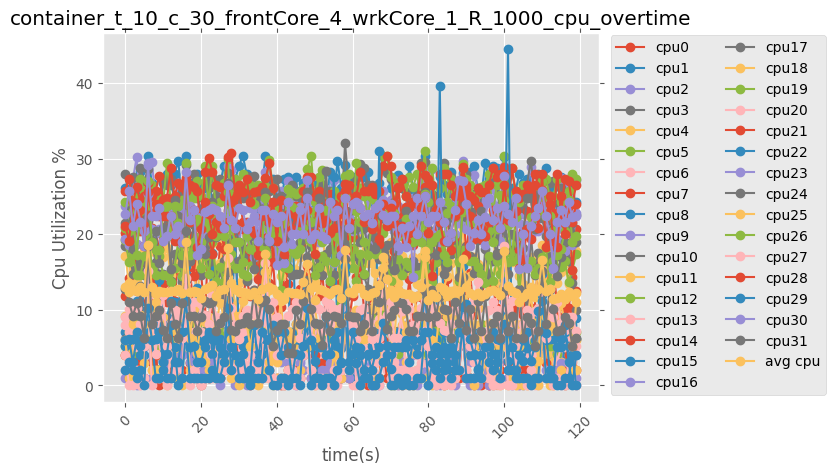 container_t_10_c_30_frontCore_4_wrkCore_1_R_1000_cpu_overtime
Cpu Utilization %
40
30
20
10
0
0
20
40
60
80
100
120
time(s)
cpu0
cpu1
cpu2
cpu3
cpu4
cpu5
cpu6
cpu7
cpu8
cpu9
cpu10
cpu11
cpu12
cpu13
cpu14
cpu15
cpu16
cpu17
cpu18
cpu19
cpu20
cpu21
cpu22
cpu23
cpu24
cpu25
cpu26
cpu27
cpu28
cpu29
cpu30
cpu31
avg cpu